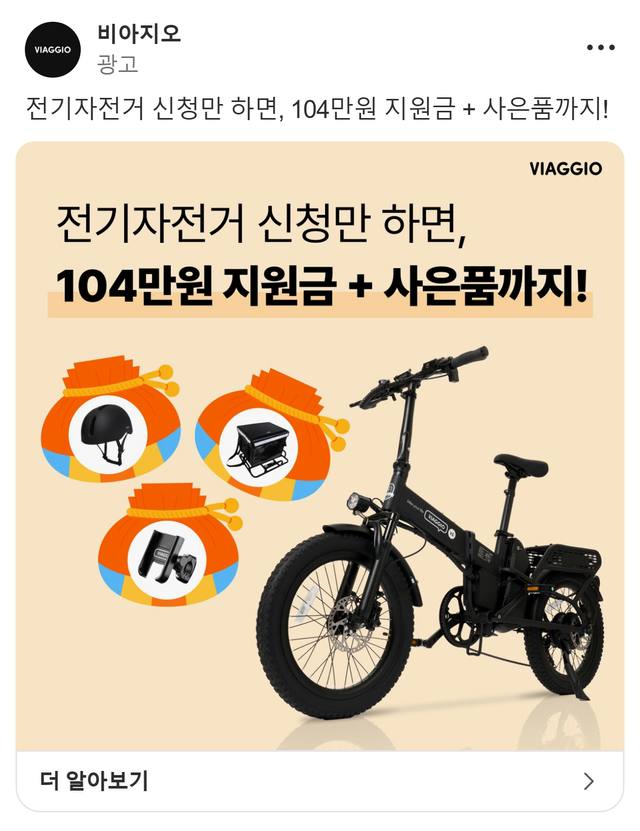 VIAGGIO
비아지오
광고
전기자전거 신청만 하면, 104만원 지원금 + 사은품까지!
VIAGGIO
전기자전거 신청만 하면,
104만원 지원금 + 사은품까지!
VIAGGIO
더 알아보기